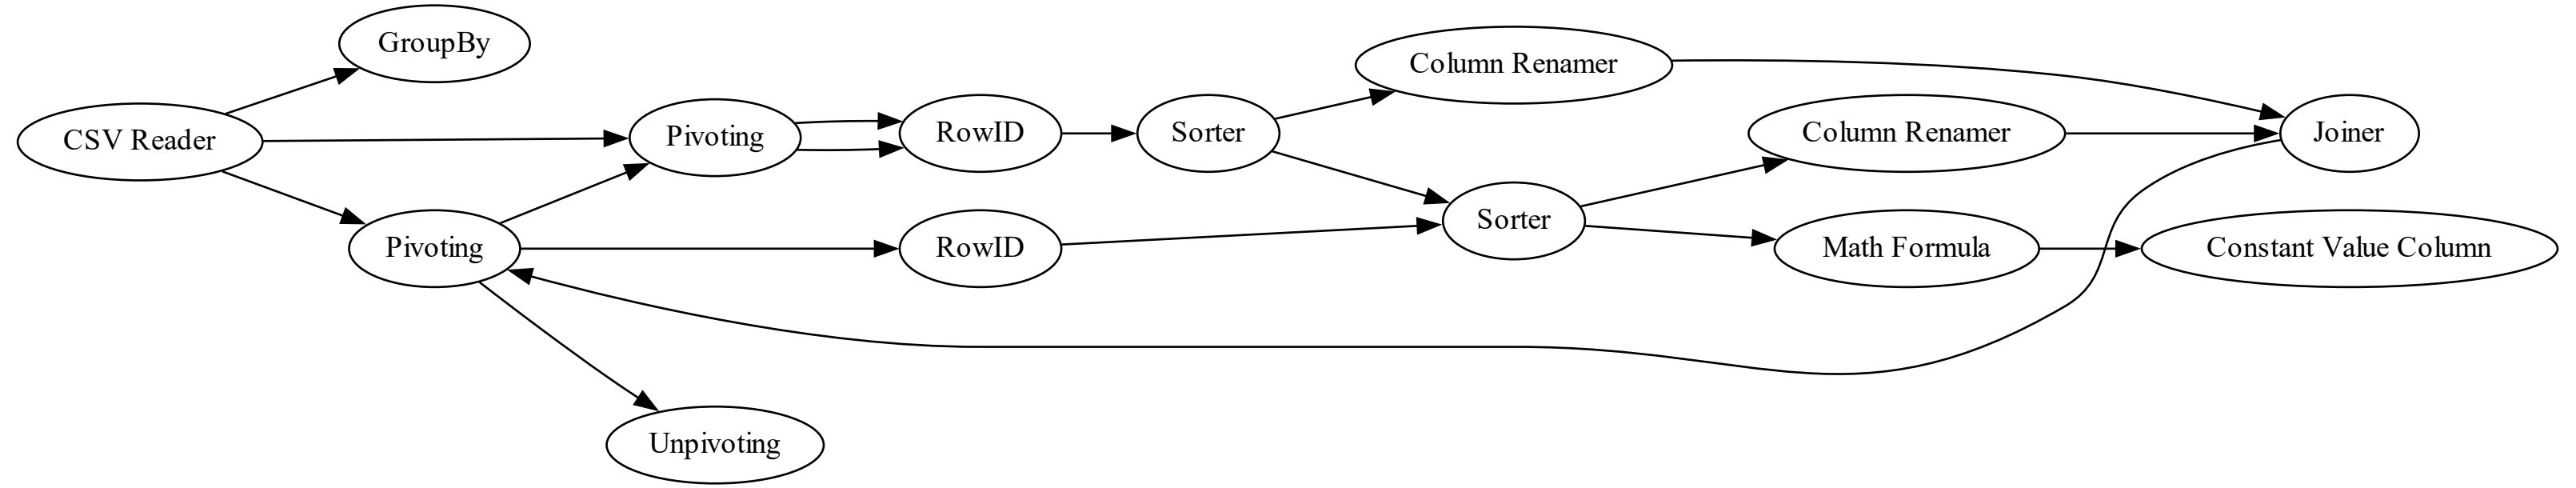 GroupBy
CSV Reader
Pivoting
Pivoting
Unpivoting
RowID
RowID
Sorter
Sorter
Column Renamer
Column Renamer
Math Formula
Joiner
Constant Value Column